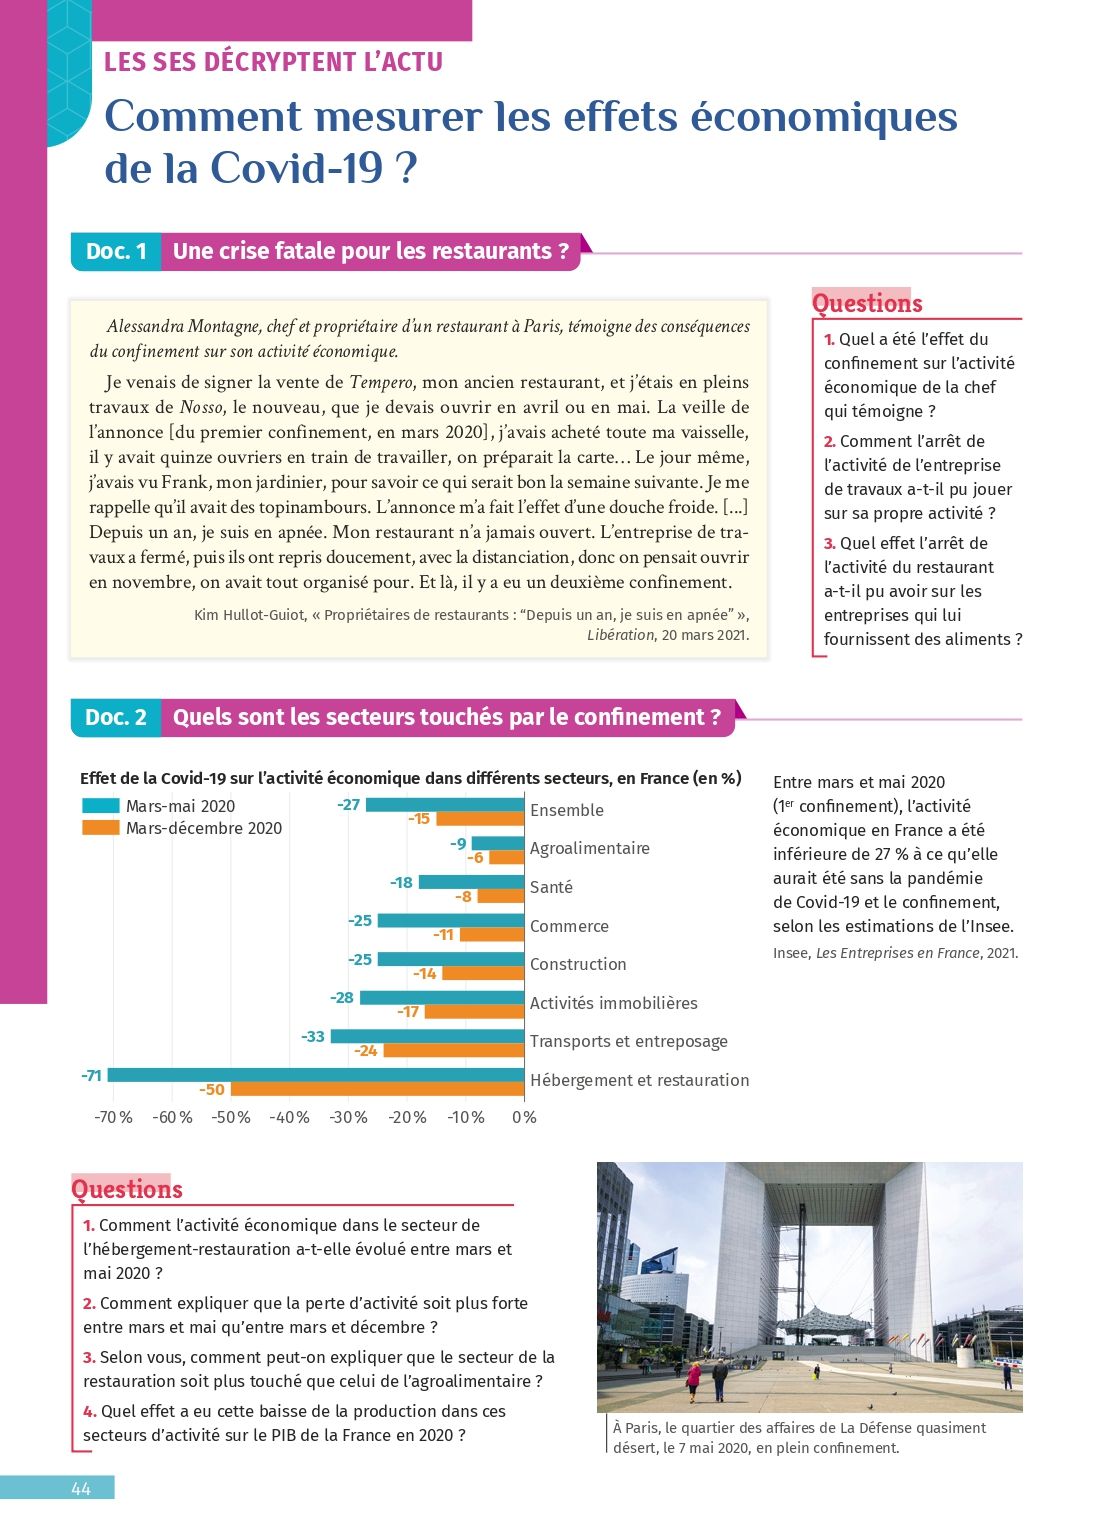 LES SES DÉCRYPTENT L’ACTU
Comment mesurer les effets économiques
de la Covid-19 ?
Doc. 1 Une crise fatale pour les restaurants ?
Alessandra Montagne, chef et propriétaire d’un restaurant à Paris, témoigne des conséquences
du confinement sur son activité économique.
Je venais de signer la vente de Tempero, mon ancien restaurant, et j’étais en pleins
travaux de Nosso, le nouveau, que je devais ouvrir en avril ou en mai. La veille de
l’annonce [du premier confinement, en mars 2020], j’avais acheté toute ma vaisselle,
il y avait quinze ouvriers en train de travailler, on préparait la carte… Le jour même,
j’avais vu Frank, mon jardinier, pour savoir ce qui serait bon la semaine suivante. Je me
rappelle qu’il avait des topinambours. L’annonce m’a fait l’effet d’une douche froide. [...]
Depuis un an, je suis en apnée. Mon restaurant n’a jamais ouvert. L’entreprise de tra-
vaux a fermé, puis ils ont repris doucement, avec la distanciation, donc on pensait ouvrir
en novembre, on avait tout organisé pour. Et là, il y a eu un deuxième confinement.
Kim Hullot-Guiot, « Propriétaires de restaurants : “Depuis un an, je suis en apnée” »,
Libération, 20 mars 2021.
Questions
1. Quel a été l’effet du
confinement sur l’activité
économique de la chef
qui témoigne ?
2. Comment l’arrêt de
l’activité de l’entreprise
de travaux a-t-il pu jouer
sur sa propre activité ?
3. Quel effet l’arrêt de
l’activité du restaurant
a-t-il pu avoir sur les
entreprises qui lui
fournissent des aliments ?
Doc. 2 Quels sont les secteurs touchés par le confinement ?
Effet de la Covid-19 sur l’activité économique dans différents secteurs, en France (en %)
Mars-mai 2020
Mars-décembre 2020
-27
-15
Ensemble
-9
-6
Agroalimentaire
-18
-8
Santé
-25
-11
Commerce
-25
-14
Construction
-28
-17
Activités immobilières
-33
-24
Transports et entreposage
-71
-50
Hébergement et restauration
-70 % -60 % -50 % -40 % -30 % -20 % -10 % 0 %
Entre mars et mai 2020
(1er confinement), l’activité
économique en France a été
inférieure de 27 % à ce qu’elle
aurait été sans la pandémie
de Covid-19 et le confinement,
selon les estimations de l’Insee.
Insee, Les Entreprises en France, 2021.
Questions
1. Comment l’activité économique dans le secteur de
l’hébergement-restauration a-t-elle évolué entre mars et
mai 2020 ?
2. Comment expliquer que la perte d’activité soit plus forte
entre mars et mai qu’entre mars et décembre ?
3. Selon vous, comment peut-on expliquer que le secteur de la
restauration soit plus touché que celui de l’agroalimentaire ?
4. Quel effet a eu cette baisse de la production dans ces
secteurs d’activité sur le PIB de la France en 2020 ?
À Paris, le quartier des affaires de La Défense quasiment
désert, le 7 mai 2020, en plein confinement.
44